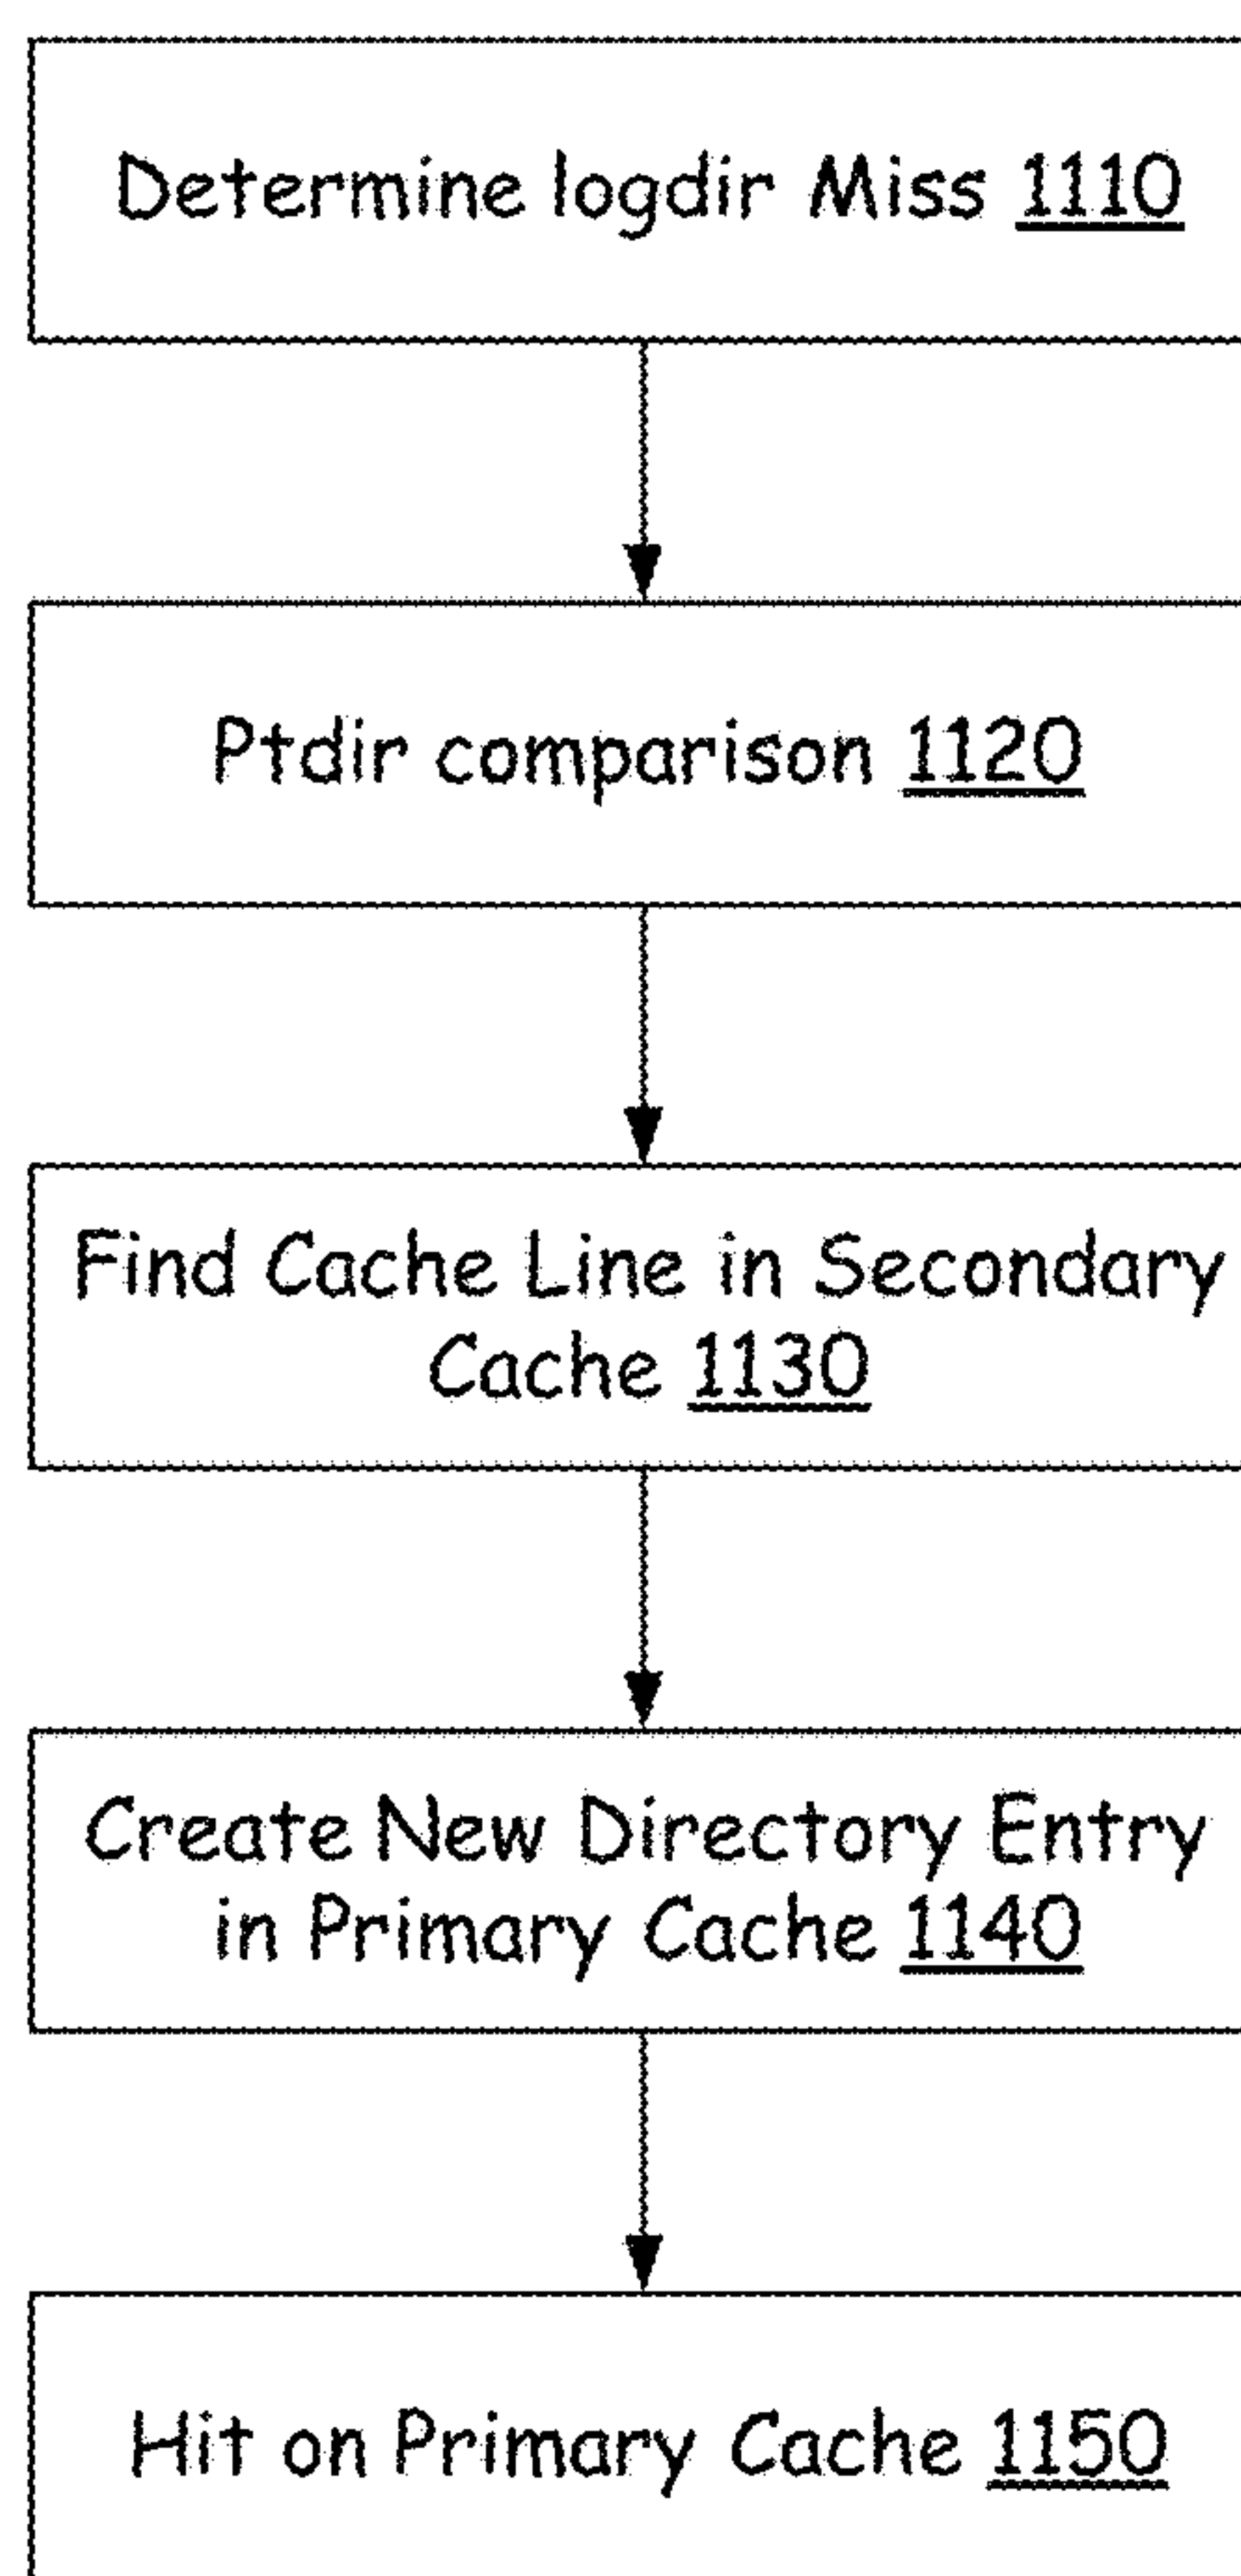 Determine logdir Miss 1110
Ptdir comparison 1120
Find Cache Line in Secondary
Cache 1130
Create New Directory Entry
in Primary Cache 1140
Hit on Primary Cache 1150